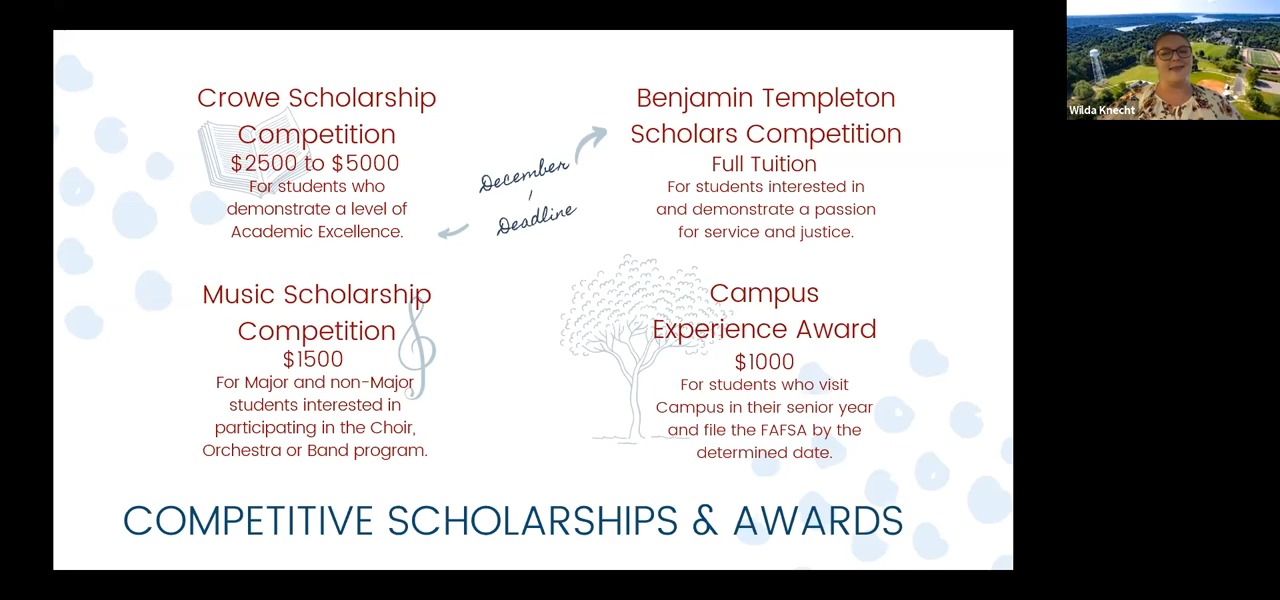 Crowe Scholarship
Competition
$2500 to $5000
For students who
demonstrate a level of
Academic Excellence.
December
1
Deadline
Benjamin Templeton
Scholars Competition
Full Tuition
For students interested in
and demonstrate a passion
for service and justice.
Music Scholarship
Competition
$1500
For Major and non-Major
students interested in
participating in the Choir,
Orchestra or Band program.
Campus
Experience Award
$1000
For students who visit
Campus in their senior year
and file the FAFSA by the
determined date.
COMPETITIVE SCHOLARSHIPS & AWARDS
Wilda Knecht